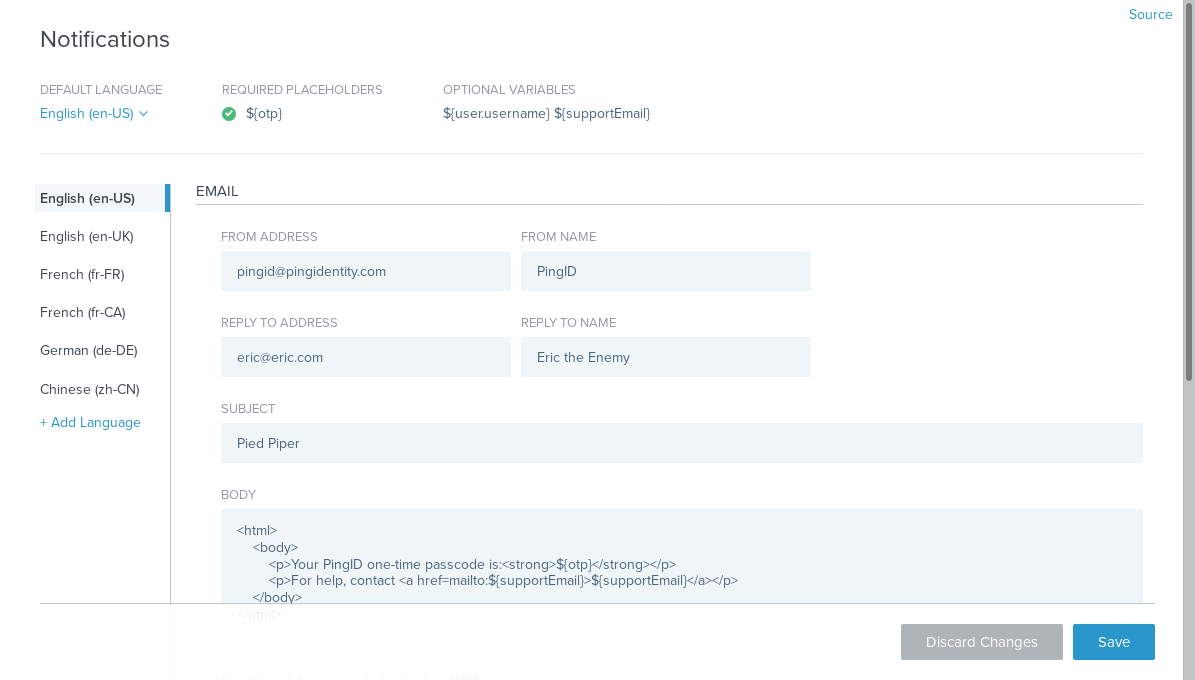 Source
Notifications
DEFAULT LANGUAGE
English (en-US)
REQUIRED PLACEHOLDERS
${otp}
OPTIONAL VARIABLES
${user.username} ${supportEmail}
English (en-US)
English (en-UK)
French (fr-FR)
French (fr-CA)
German (de-DE)
Chinese (zh-CN)
+ Add Language
EMAIL
FROM ADDRESS
pingid@pingidentity.com
FROM NAME
PingID
REPLY TO ADDRESS
eric@eric.com
REPLY TO NAME
Eric the Enemy
SUBJECT
Pied Piper
BODY
<html>
<body>
<p>Your PingID one-time passcode is:<strong>${otp}</strong></p>
<p>For help, contact <a href=mailto:${supportEmail}>${supportEmail}</a></p>
</body>
</html>
Discard Changes
Save